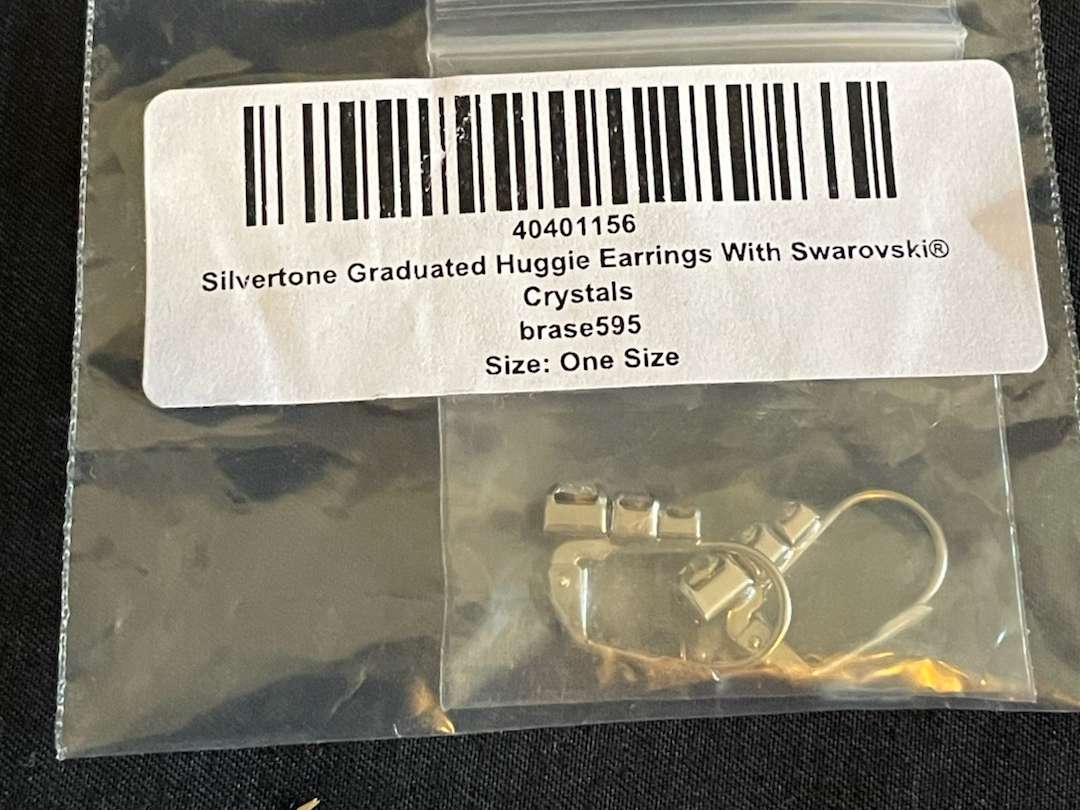 40401156
Silvertone Graduated Huggie Earrings With Swarovski®
Crystals
brase595
Size: One Size